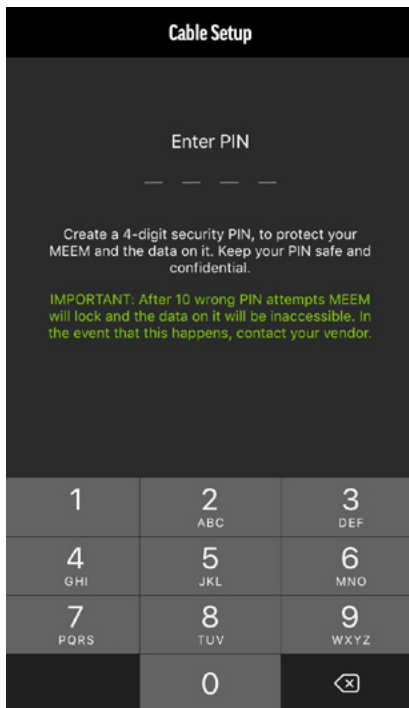 Cable Setup
Enter PIN
Create a 4-digit security PIN, to protect your
MEEM and the data on it. Keep your PIN safe and
confidential.
IMPORTANT: After 10 wrong PIN attempts MEEM
will lock and the data on it will be inaccessible. In
the event that this happens, contact your vendor.
1 2 3
ABC DEF
4 5 6
GHI JKL MNO
7 8 9
PQRS TUV WXYZ
0